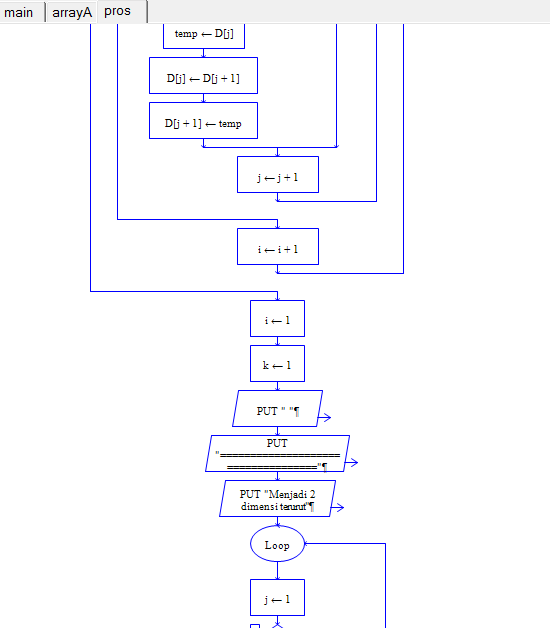 main
arrayA
pros
temp ← D[j]
D[j] ← D[j + 1]
D[j + 1] ← temp
j ← j + 1
i ← i + 1
i ← 1
k ← 1
PUT " "¶
PUT
"====================
==============="¶
PUT "Menjadi 2
dimensi terurut"¶
Loop
j ← 1